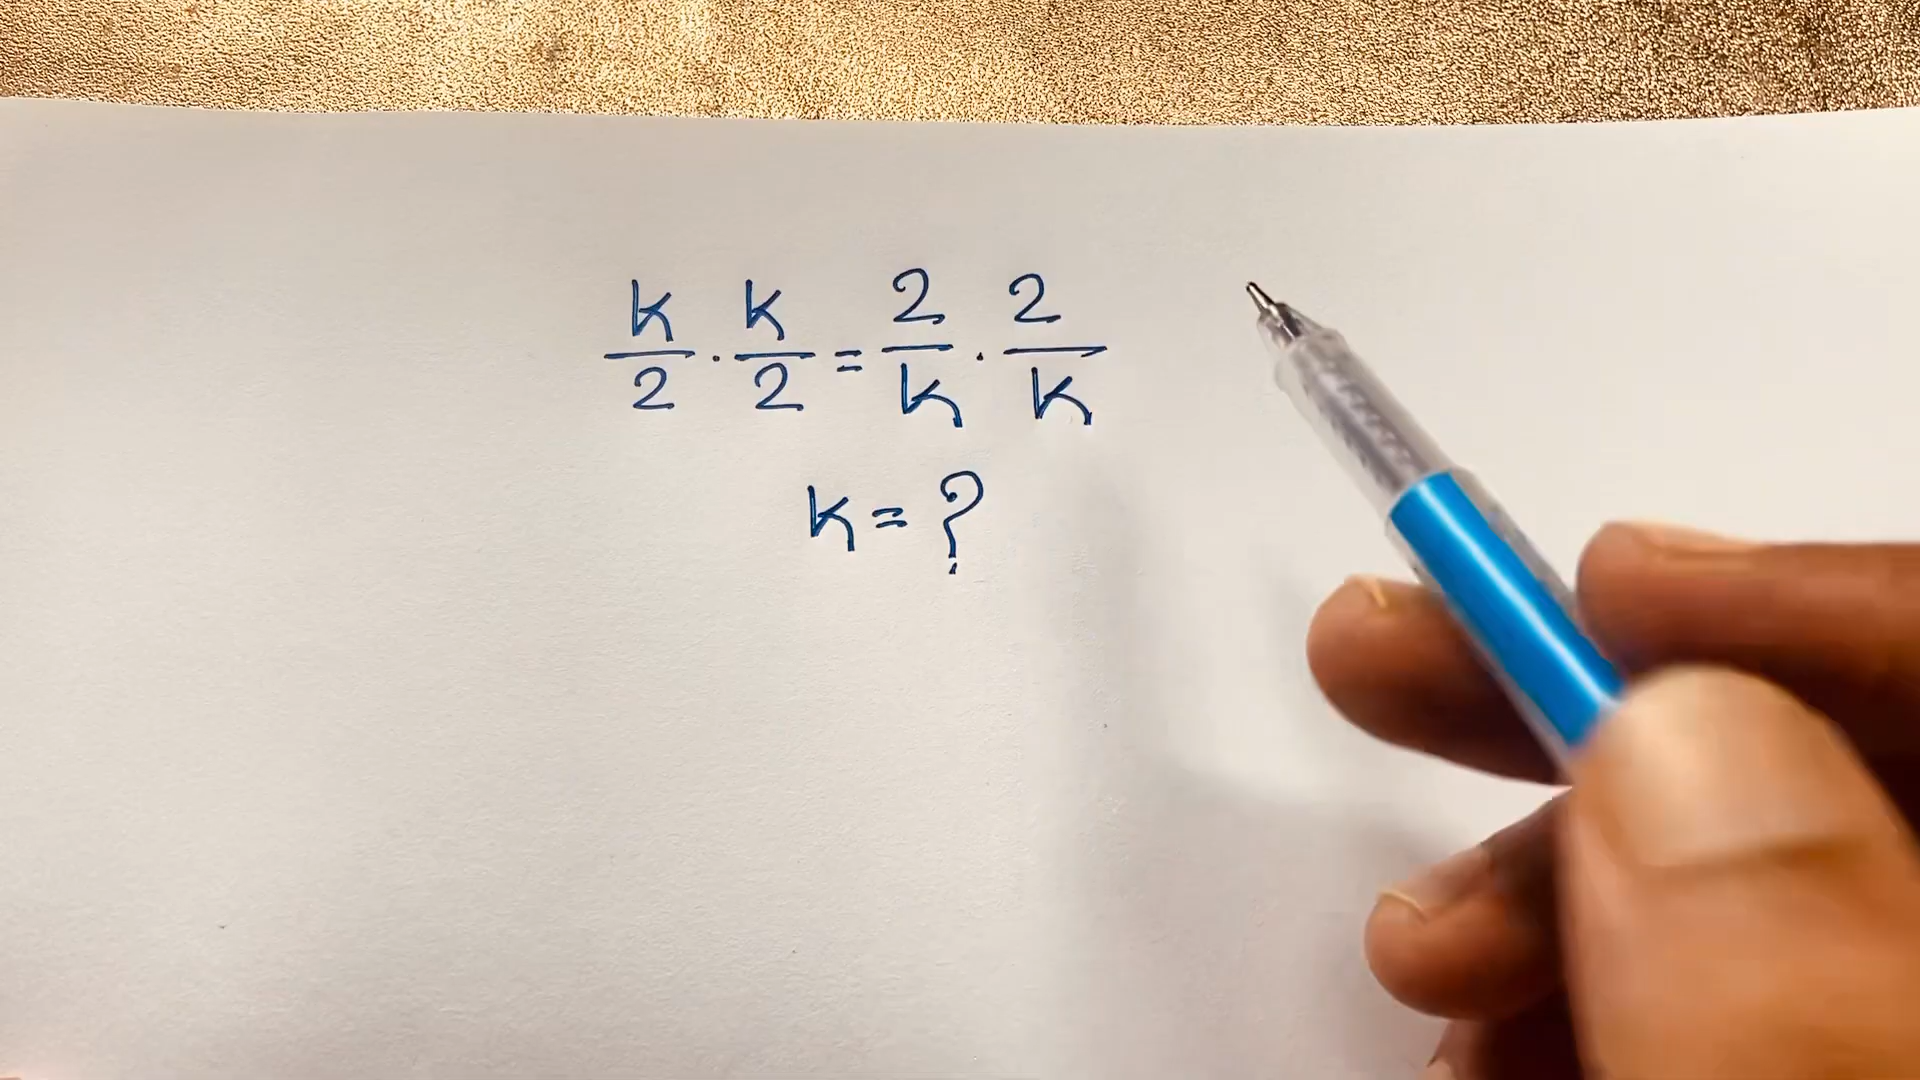 k/2 · k/2 = 2/k · 2/k
k = ?